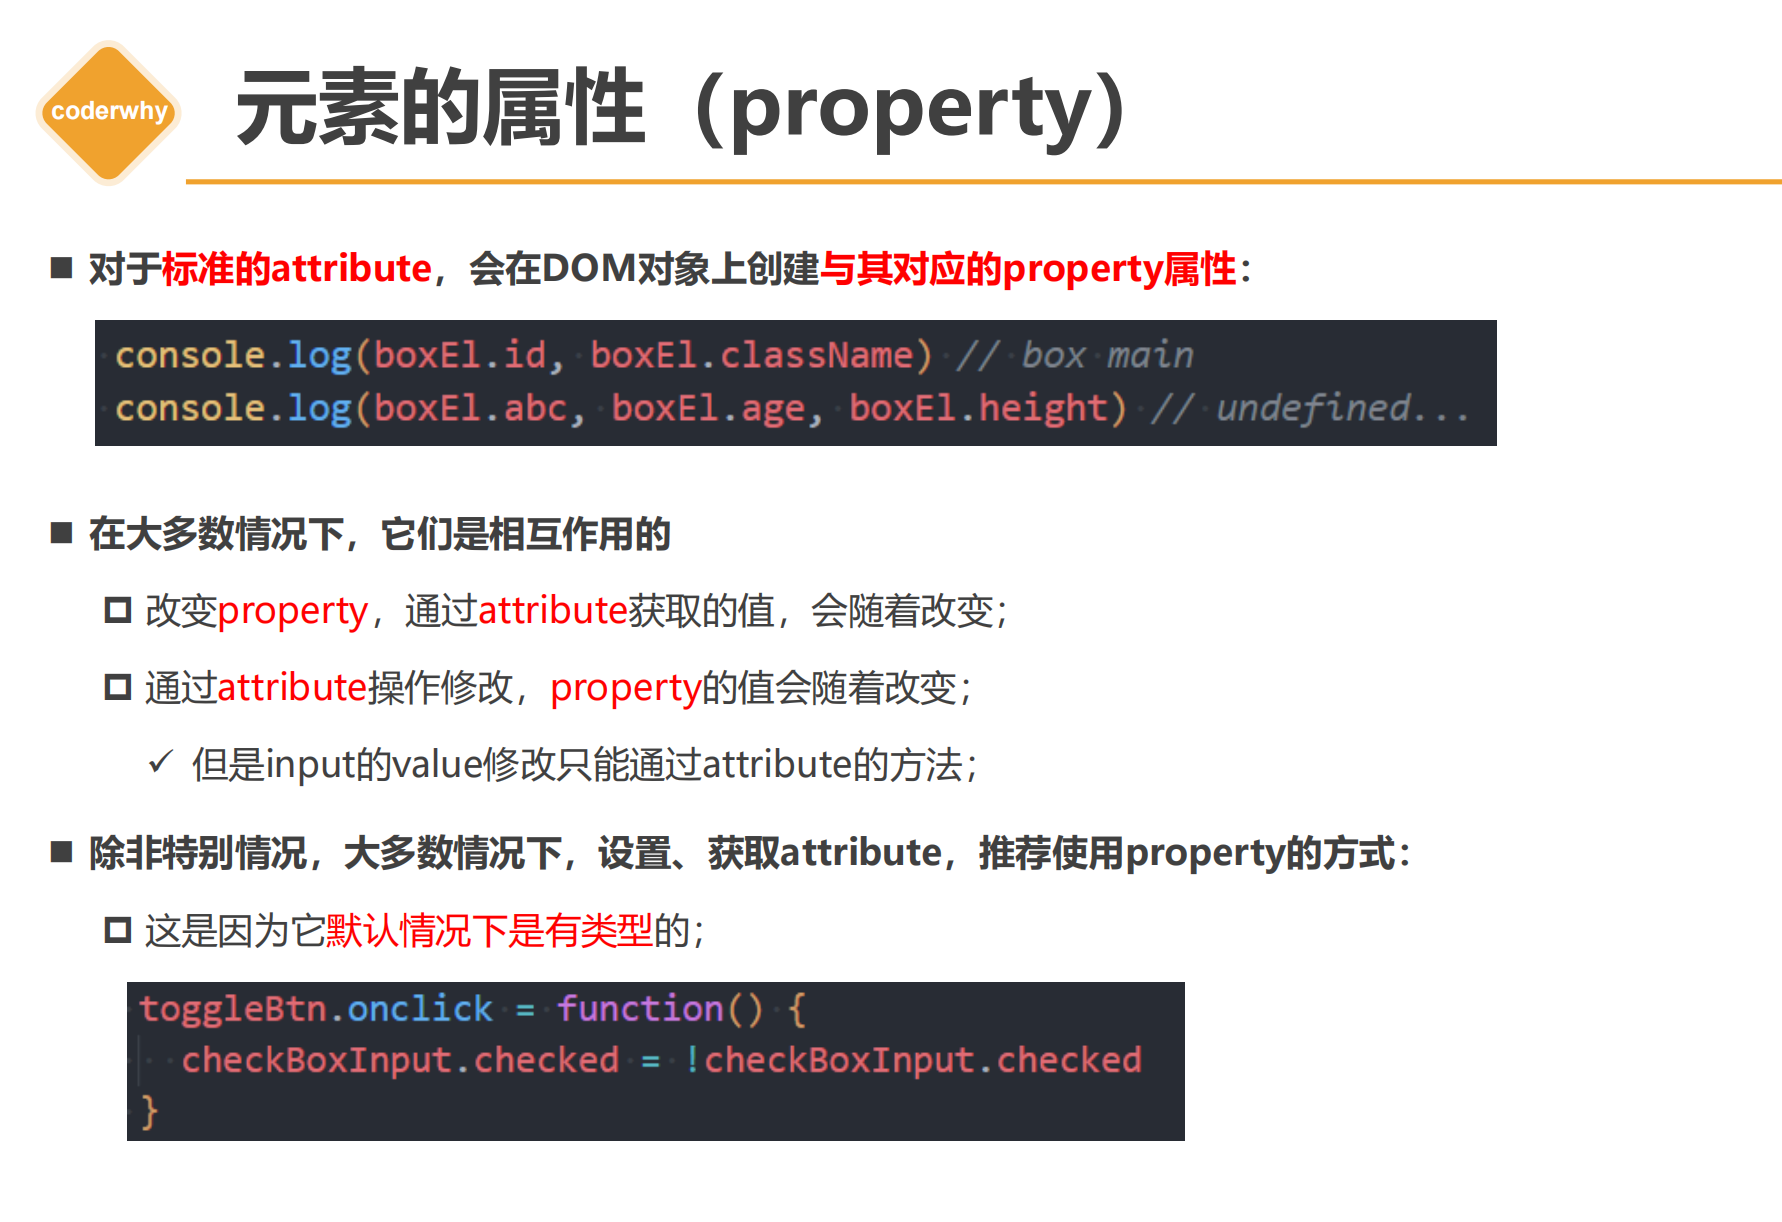 coderwhy
元素的属性（property）
对于标准的attribute，会在DOM对象上创建与其对应的property属性：
console.log(boxEl.id, boxEl.className) // box main
console.log(boxEl.abc, boxEl.age, boxEl.height) // undefined...
在大多数情况下，它们是相互作用的
改变property，通过attribute获取的值，会随着改变；
通过attribute操作修改，property的值会随着改变；
但是input的value修改只能通过attribute的方法；
除非特别情况，大多数情况下，设置、获取attribute，推荐使用property的方式：
这是因为它默认情况下是有类型的；
toggleBtn.onclick = function() {
checkBoxInput.checked = !checkBoxInput.checked
}